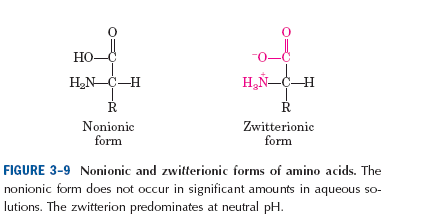 O O
HO—C ⁻O—C
H₂N—C—H H₃N⁺—C—H
R R
Nonionic Zwitterionic
form form
FIGURE 3-9 Nonionic and zwitterionic forms of amino acids. The
nonionic form does not occur in significant amounts in aqueous so-
lutions. The zwitterion predominates at neutral pH.